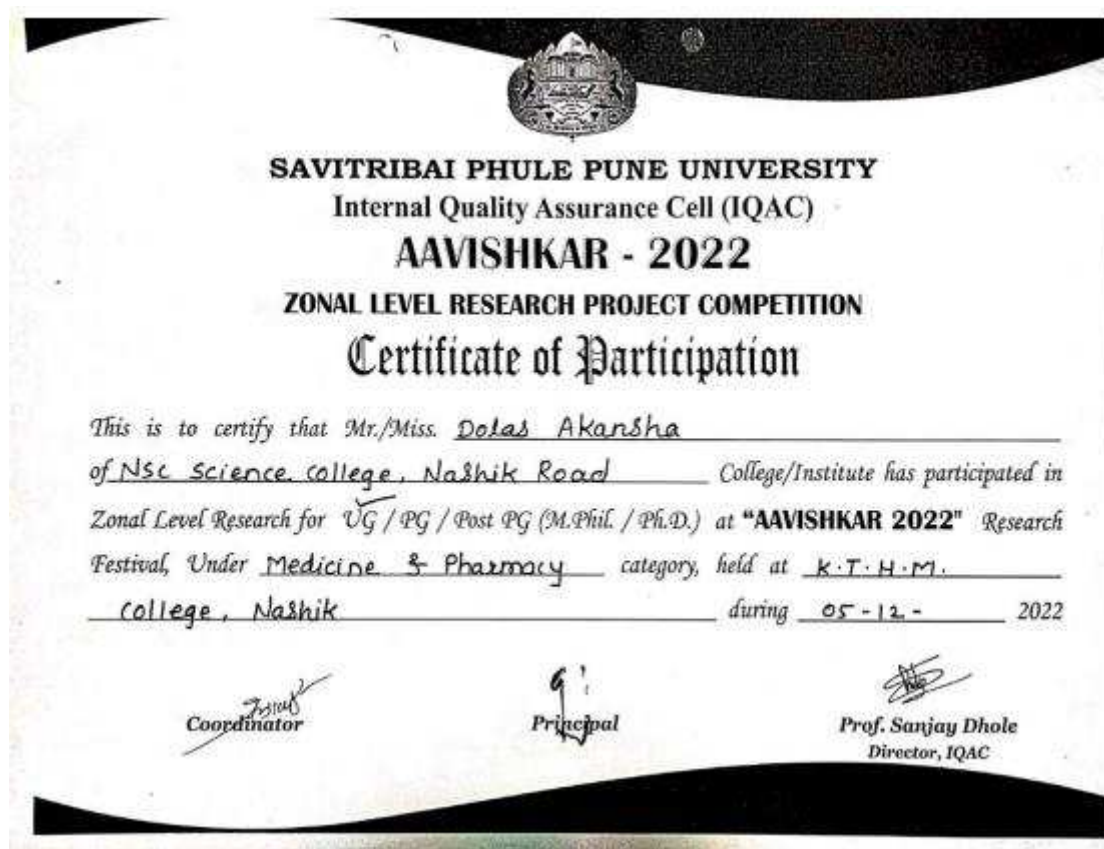 SAVITRIBAI PHULE PUNE UNIVERSITY
Internal Quality Assurance Cell (IQAC)
AAVISHKAR - 2022
ZONAL LEVEL RESEARCH PROJECT COMPETITION
Certificate of Participation
This is to certify that Mr./Miss. Dolas Akansha
of NSC Science college, Nashik Road College/Institute has participated in
Zonal Level Research for UG / PG / Post PG (M.Phil. / Ph.D.) at "AAVISHKAR 2022" Research
Festival, Under Medicine & Pharmacy category, held at K.T.H.M.
college, Nashik during 05-12- 2022
Coordinator Principal Prof. Sanjay Dhole
Director, IQAC